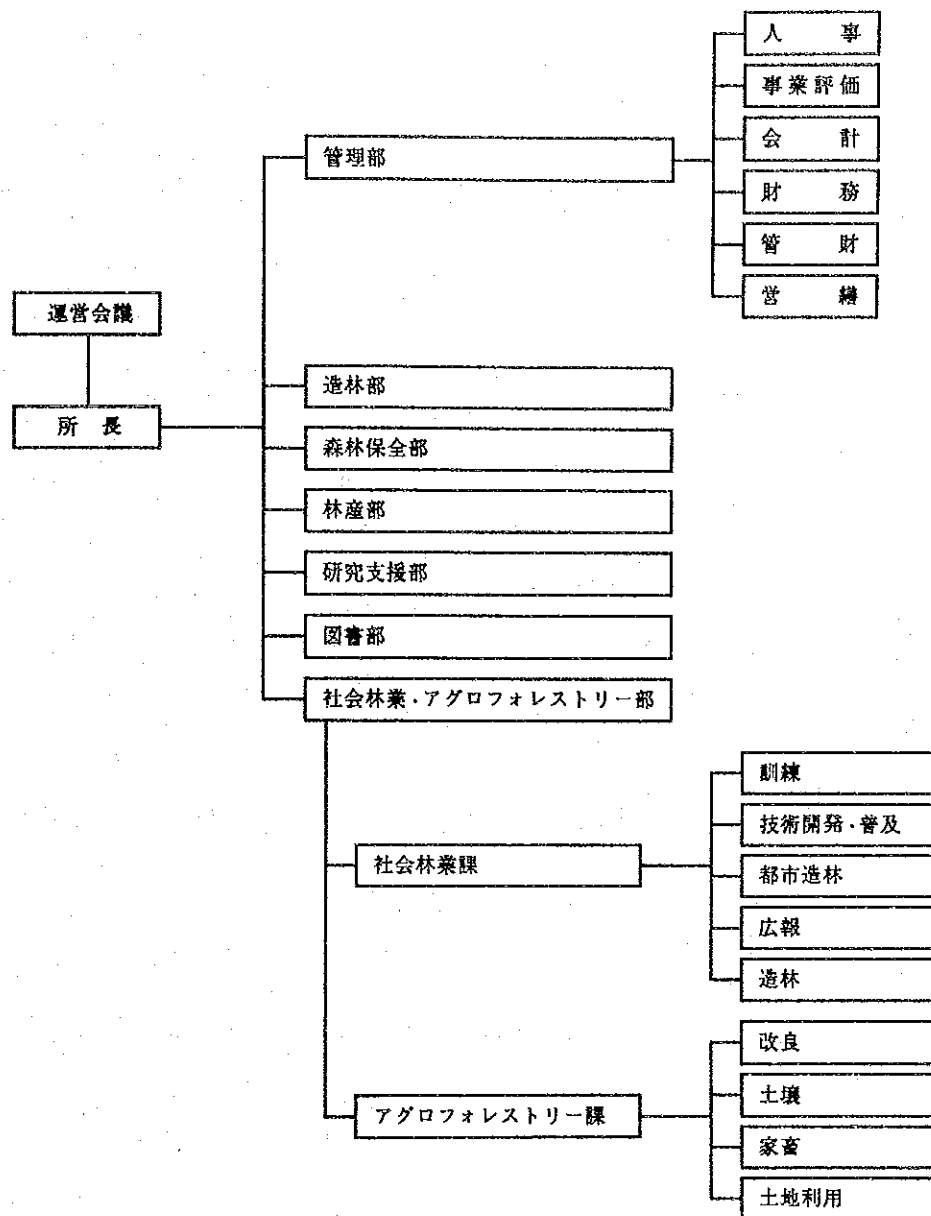 人事
事業評価
会計
財務
管財
営繕
管理部
運営会議
所長
造林部
森林保全部
林産部
研究支援部
図書部
社会林業・アグロフォレストリー部
訓練
技術開発・普及
都市造林
広報
造林
社会林業課
改良
土壌
家畜
土地利用
アグロフォレストリー課